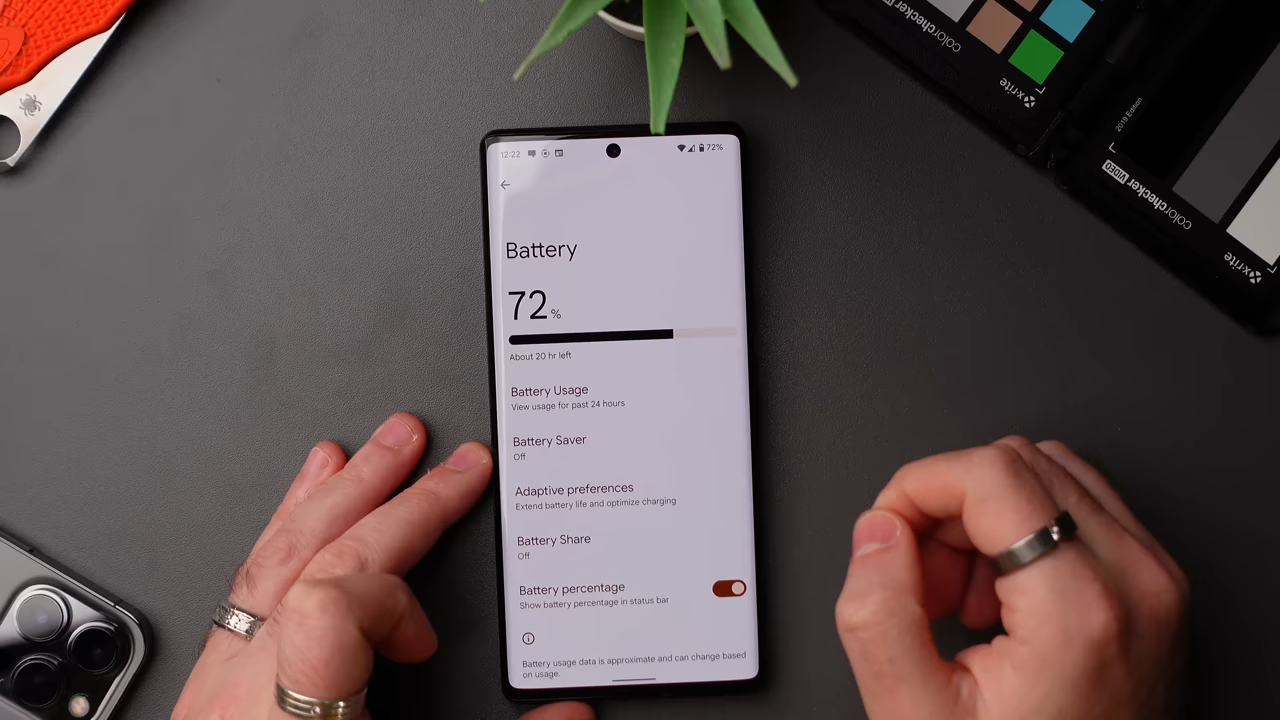 12:22
72%
Battery
72%
About 20 hr left
Battery Usage
View usage for past 24 hours
Battery Saver
Off
Adaptive preferences
Extend battery life and optimize charging
Battery Share
Off
Battery percentage
Show battery percentage in status bar
Battery usage data is approximate and can change based
on usage.
colorchecker
x-rite
2019 Edition
colorchecker VIDEO
x-rite